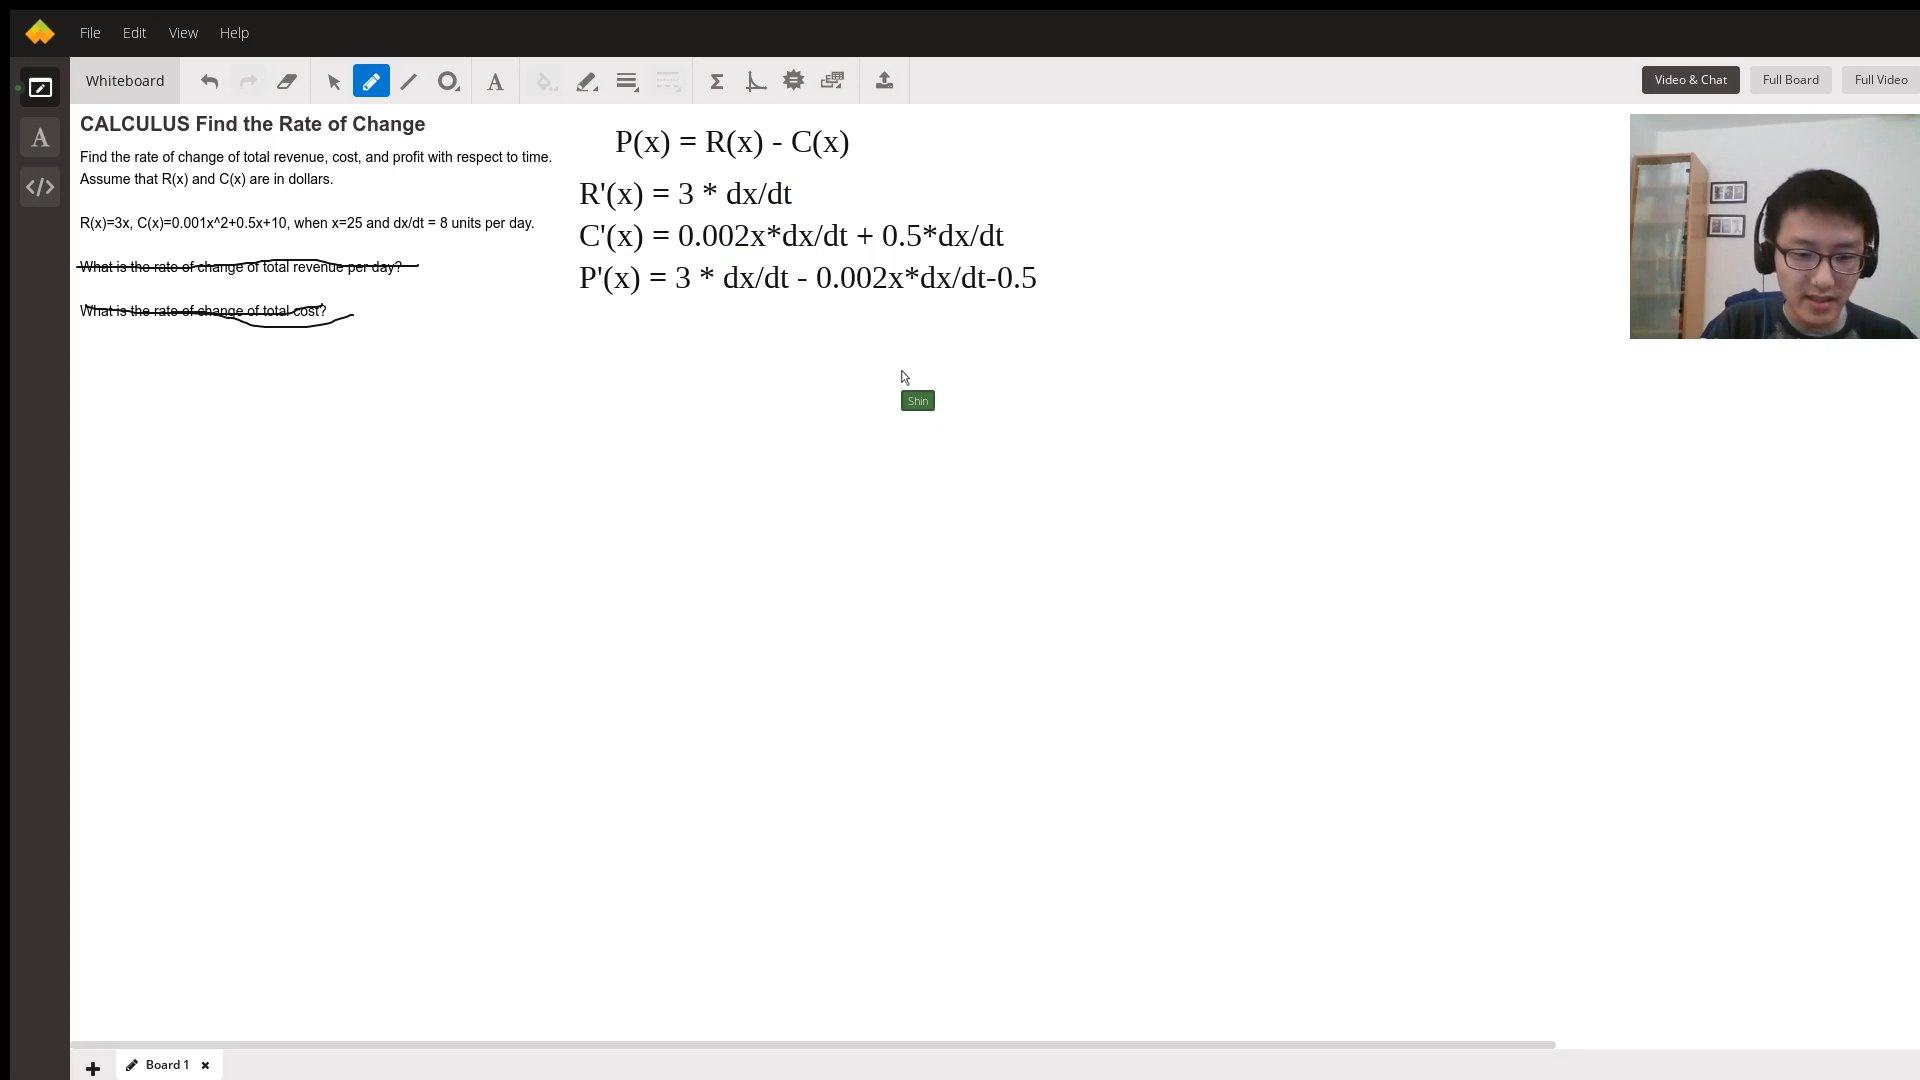 File Edit View Help
Whiteboard
A
Σ
Video & Chat Full Board Full Video
A
</>
CALCULUS Find the Rate of Change
Find the rate of change of total revenue, cost, and profit with respect to time.
Assume that R(x) and C(x) are in dollars.
R(x)=3x, C(x)=0.001x^2+0.5x+10, when x=25 and dx/dt = 8 units per day.
What is the rate of change of total revenue per day?
What is the rate of change of total cost?
P(x) = R(x) - C(x)
R'(x) = 3 * dx/dt
C'(x) = 0.002x*dx/dt + 0.5*dx/dt
P'(x) = 3 * dx/dt - 0.002x*dx/dt-0.5
Shin
Board 1